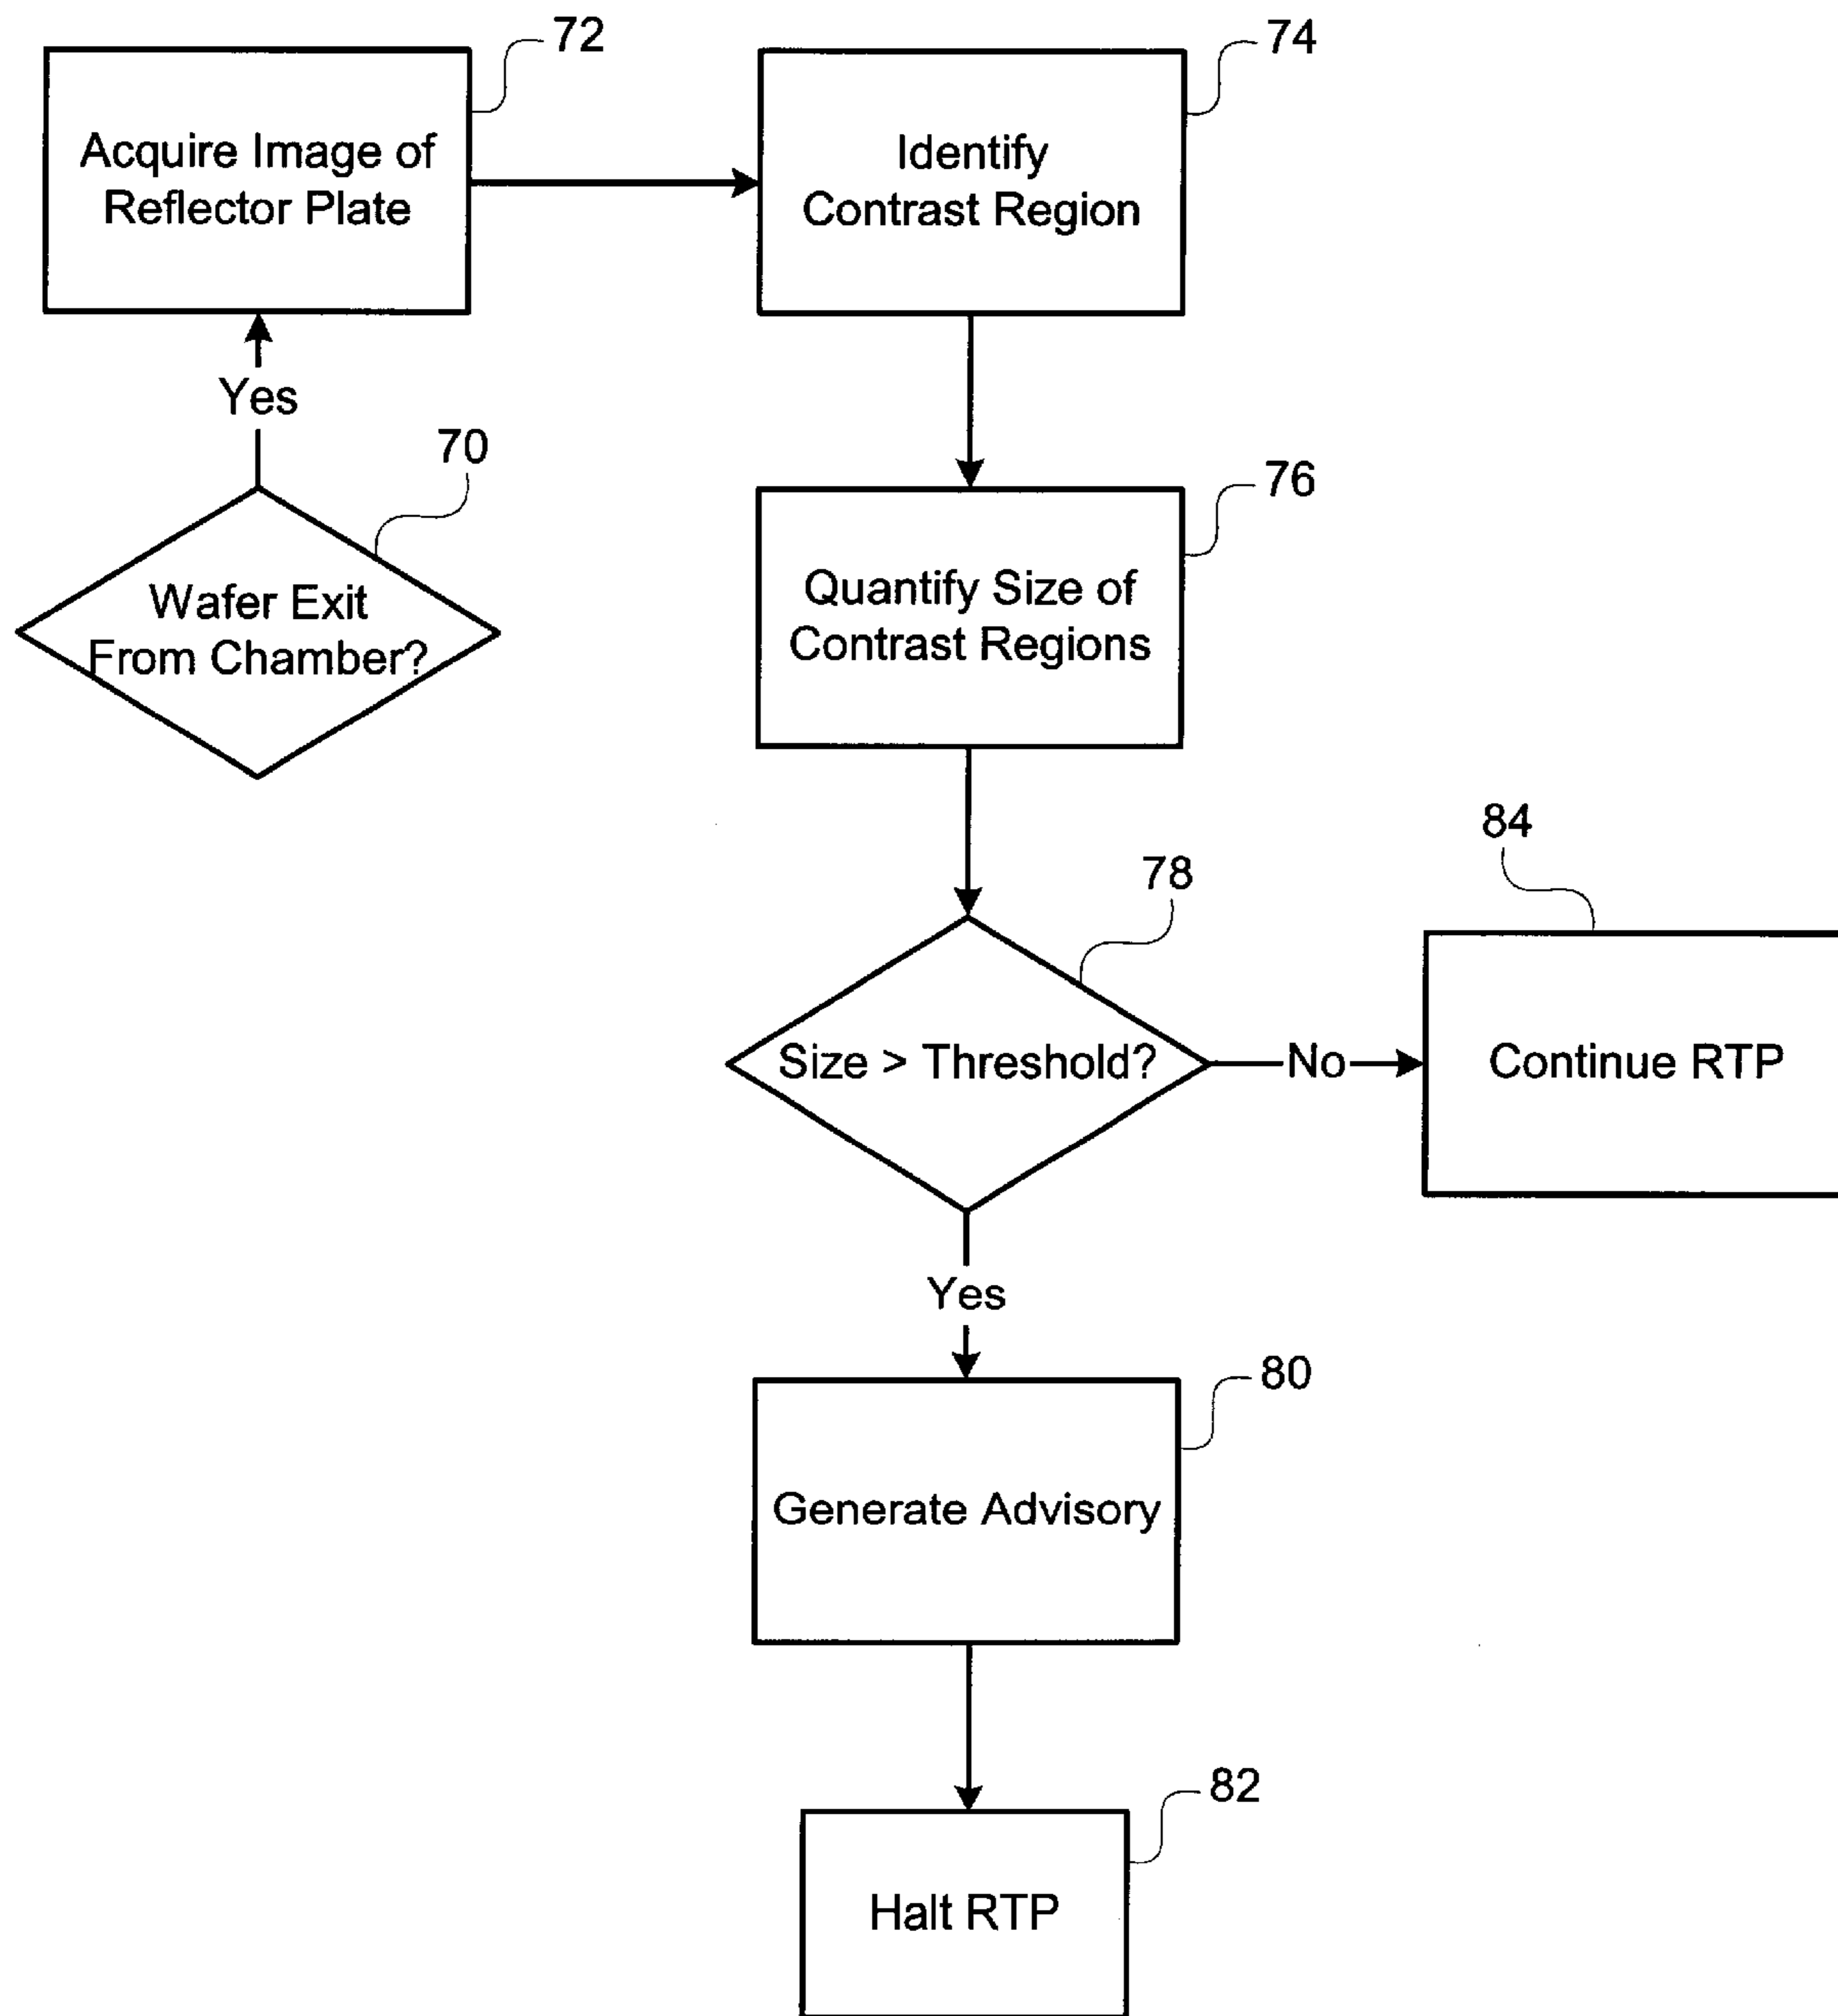 72
Acquire Image of
Reflector Plate
74
Identify
Contrast Region
Yes
70
Wafer Exit
From Chamber?
76
Quantify Size of
Contrast Regions
78
Size > Threshold?
No
84
Continue RTP
Yes
80
Generate Advisory
82
Halt RTP